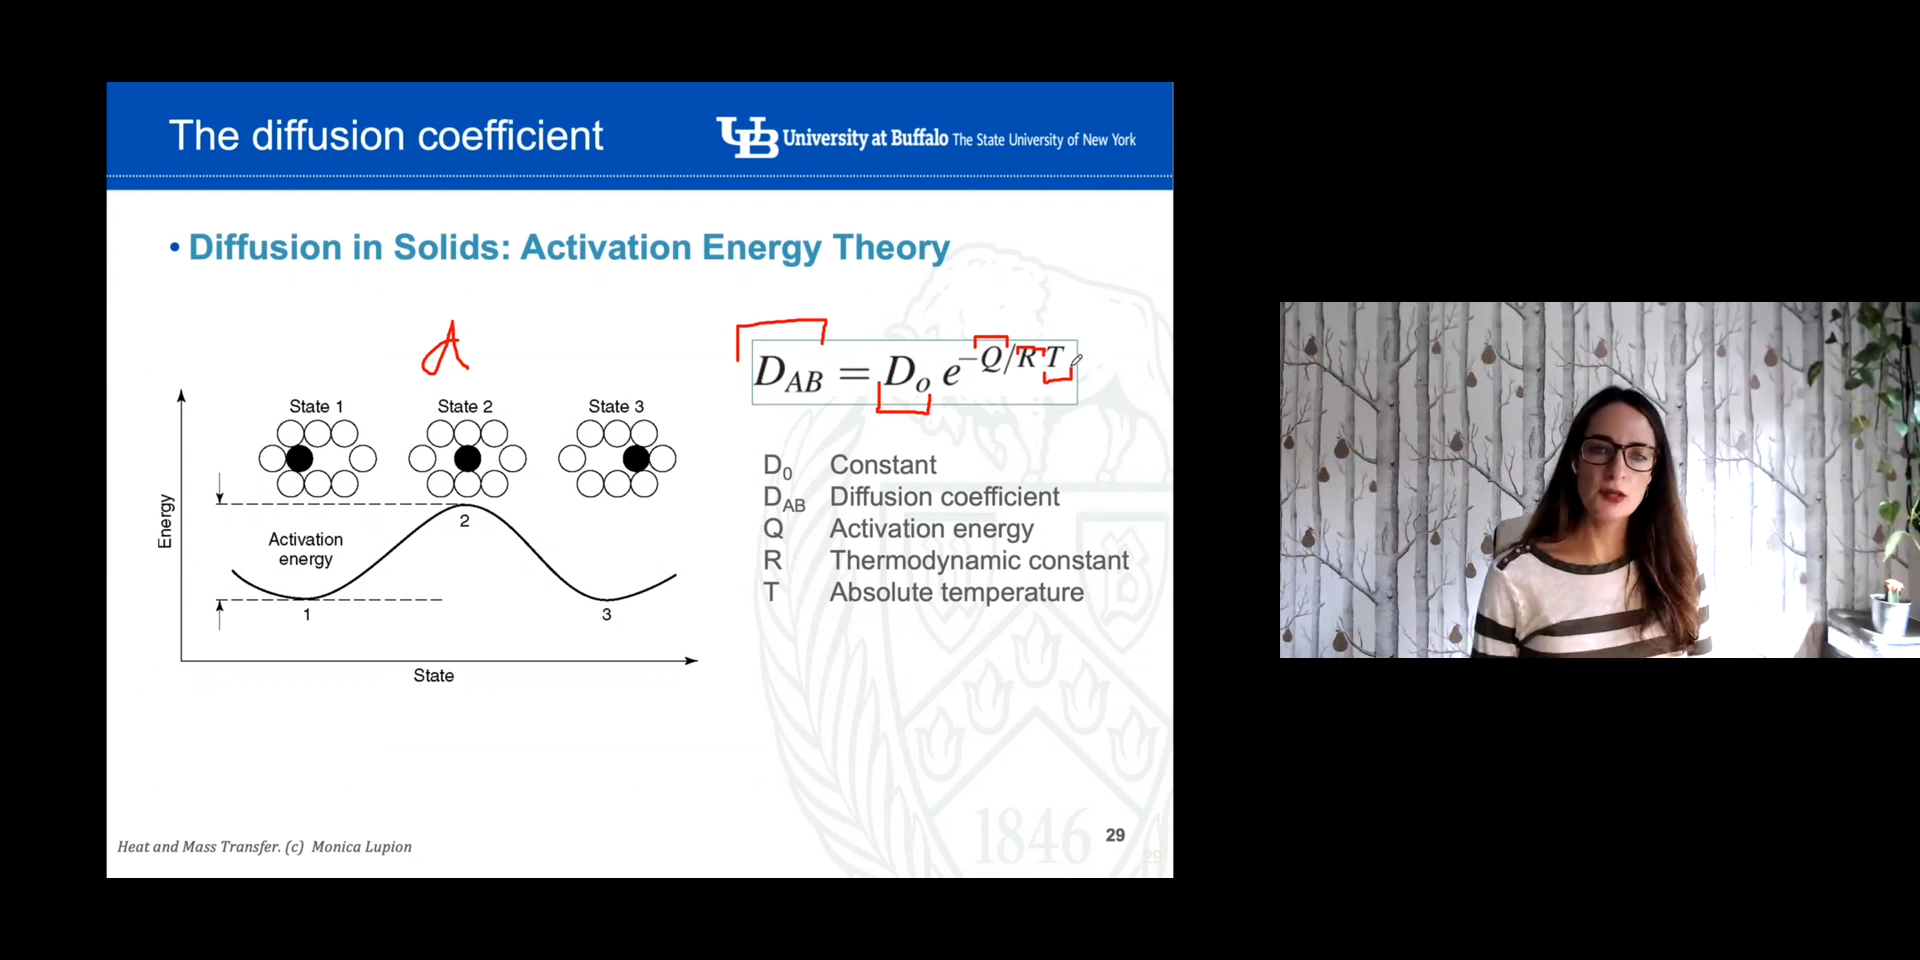 The diffusion coefficient
UB University at Buffalo The State University of New York
• Diffusion in Solids: Activation Energy Theory
A
State 1 State 2 State 3
Energy
Activation
energy
1
2
3
State
D_AB = D_o e^{-Q/RT}
D_0 Constant
D_AB Diffusion coefficient
Q Activation energy
R Thermodynamic constant
T Absolute temperature
1846
Heat and Mass Transfer. (c) Monica Lupion
29
29